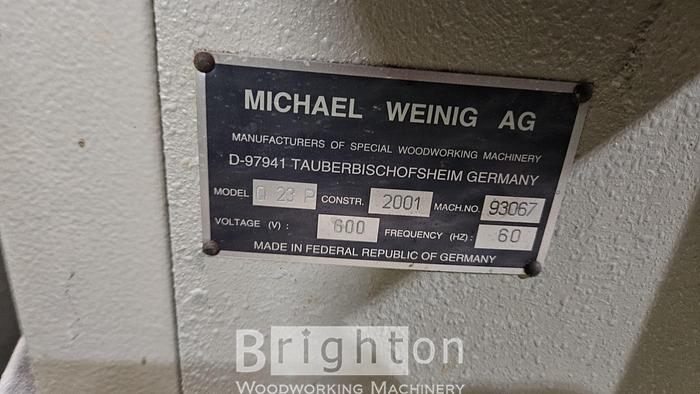 MICHAEL WEINIG AG
MANUFACTURERS OF SPECIAL WOODWORKING MACHINERY
D-97941 TAUBERBISCHOFSHEIM GERMANY
MODEL Q 23 P CONSTR. 2001 MACH.NO. 93067
VOLTAGE (V): 600 FREQUENCY (HZ): 60
MADE IN FEDERAL REPUBLIC OF GERMANY
Brighton
WOODWORKING MACHINERY